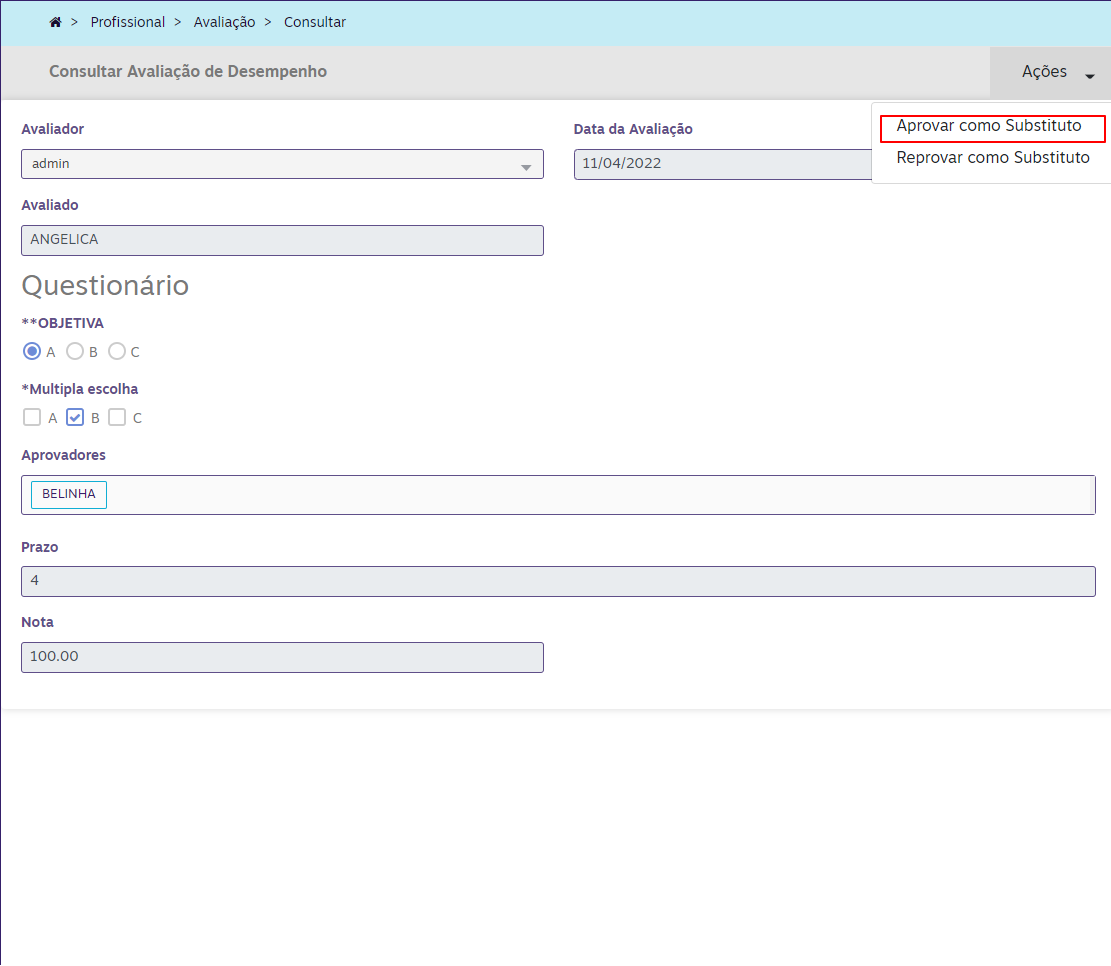 > Profissional > Avaliação > Consultar
Consultar Avaliação de Desempenho
Ações
Aprovar como Substituto
Reprovar como Substituto
Avaliador
Data da Avaliação
admin
11/04/2022
Avaliado
ANGELICA
Questionário
**OBJETIVA
A B C
*Multipla escolha
A B C
Aprovadores
BELINHA
Prazo
4
Nota
100.00